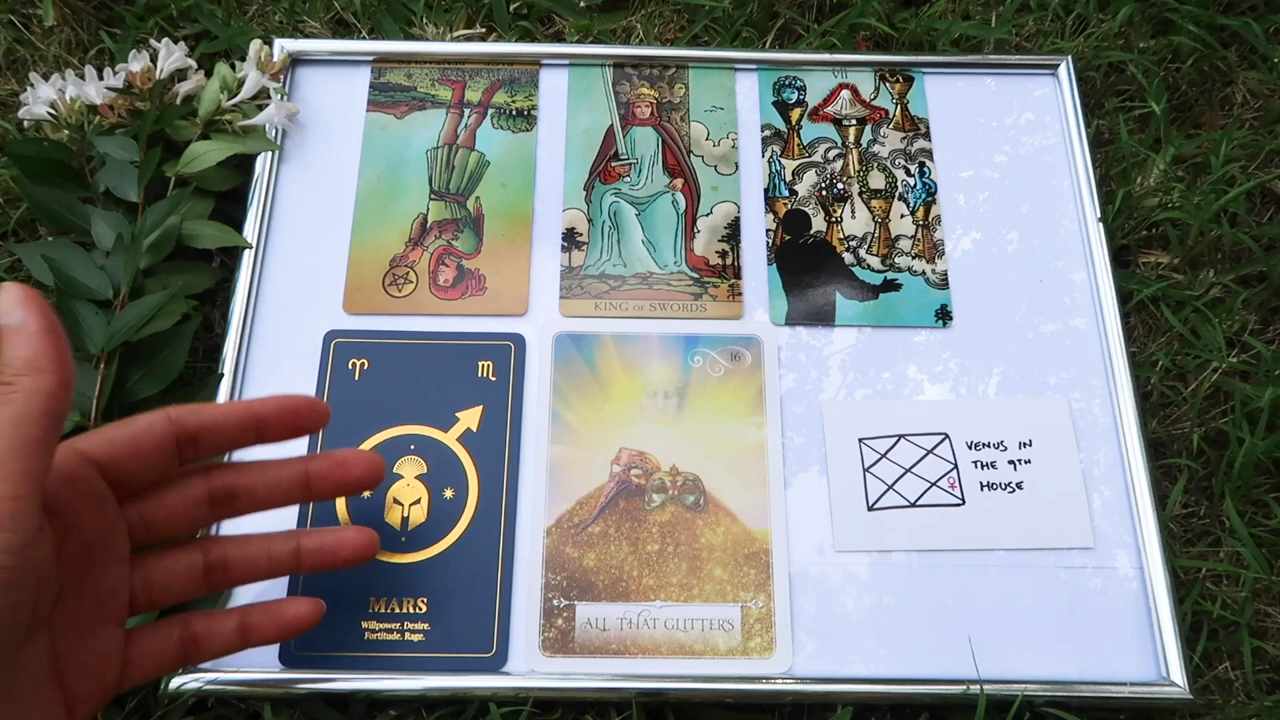 KING OF SWORDS
VII
16
MARS
Willpower. Desire.
Fortitude. Rage.
ALL THAT GLITTERS
VENUS IN
THE 9TH
HOUSE